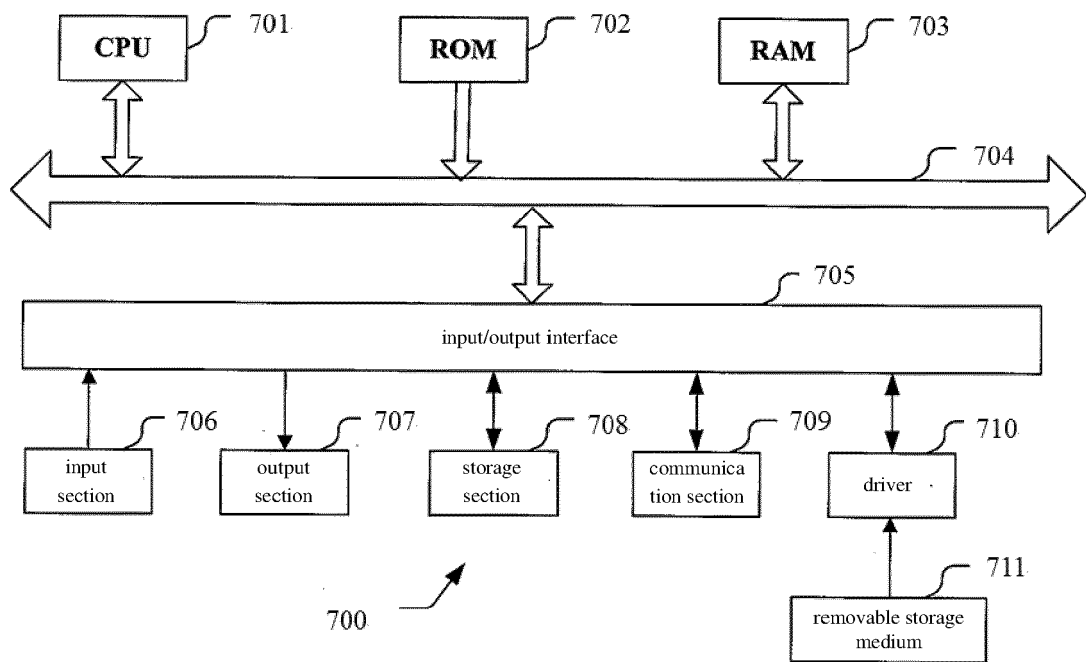 CPU
701
ROM
702
RAM
703
704
705
input/output interface
706
707
708
709
710
input
section
output
section
storage
section
communica
tion section
driver
711
700
removable storage
medium